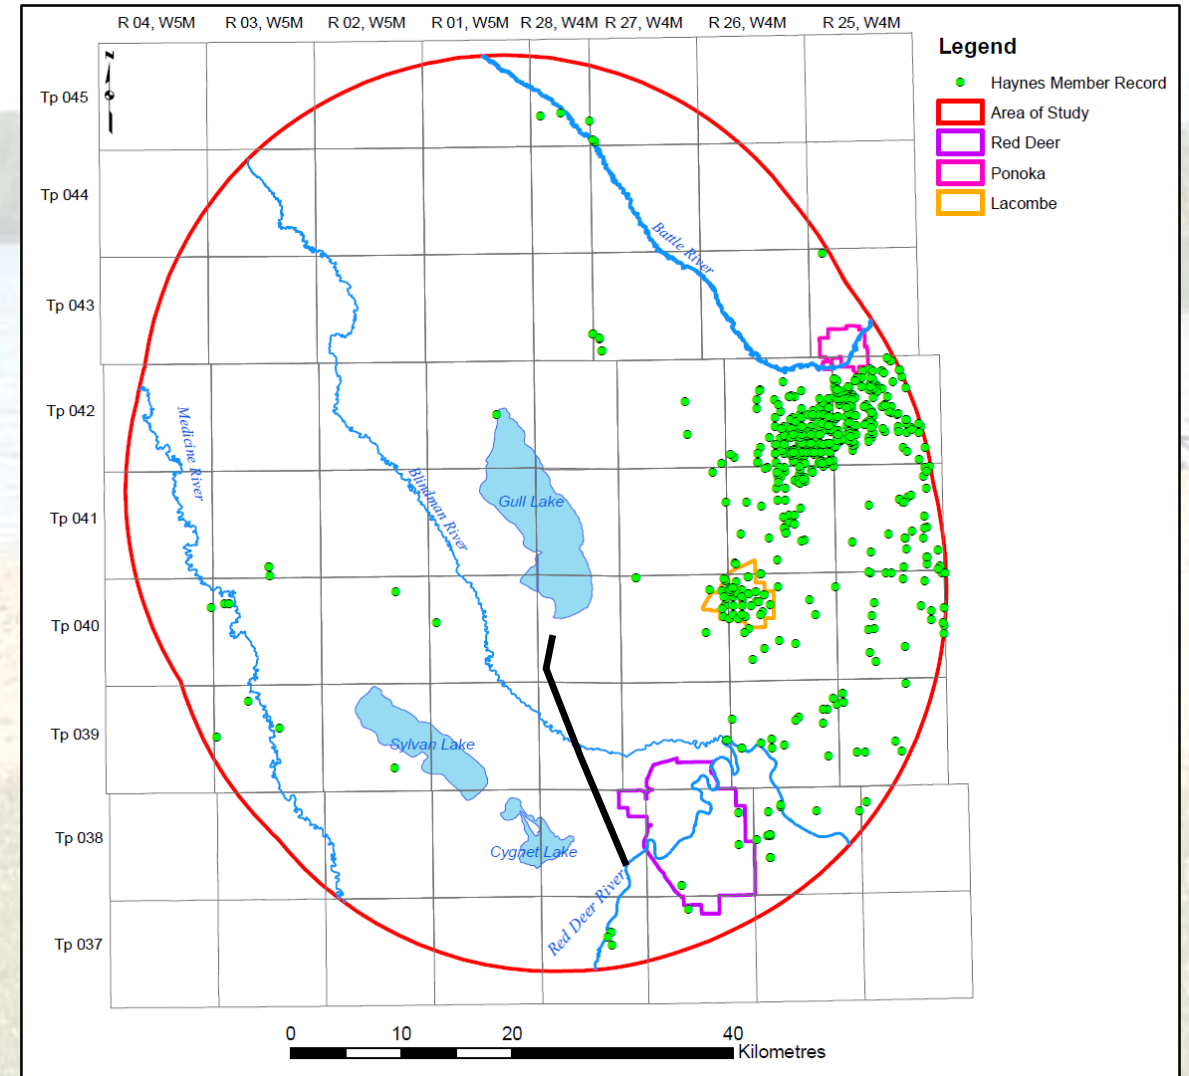 R 04, W5M R 03, W5M R 02, W5M R 01, W5M R 28, W4M R 27, W4M R 26, W4M R 25, W4M
Legend
Haynes Member Record
Area of Study
Red Deer
Ponoka
Lacombe
N
Tp 045
Tp 044
Battle River
Tp 043
Tp 042
Medicine River
Blindman River
Gull Lake
Tp 041
Tp 040
Tp 039
Sylvan Lake
Tp 038
Cygnet Lake
Red Deer River
Tp 037
0 10 20 40
Kilometres